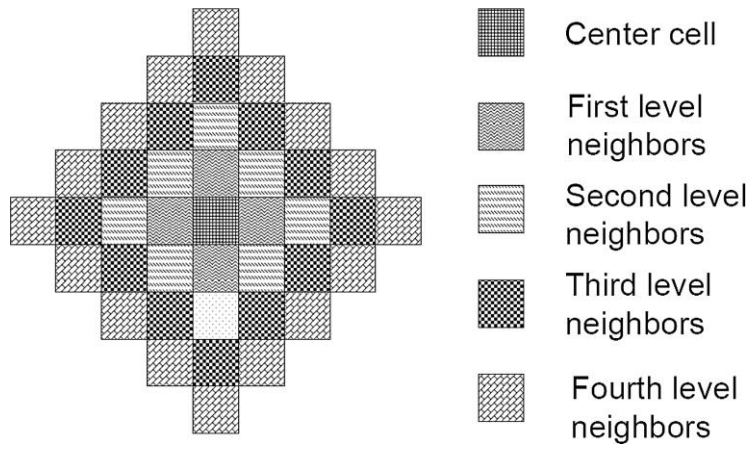 Center cell
First level
neighbors
Second level
neighbors
Third level
neighbors
Fourth level
neighbors